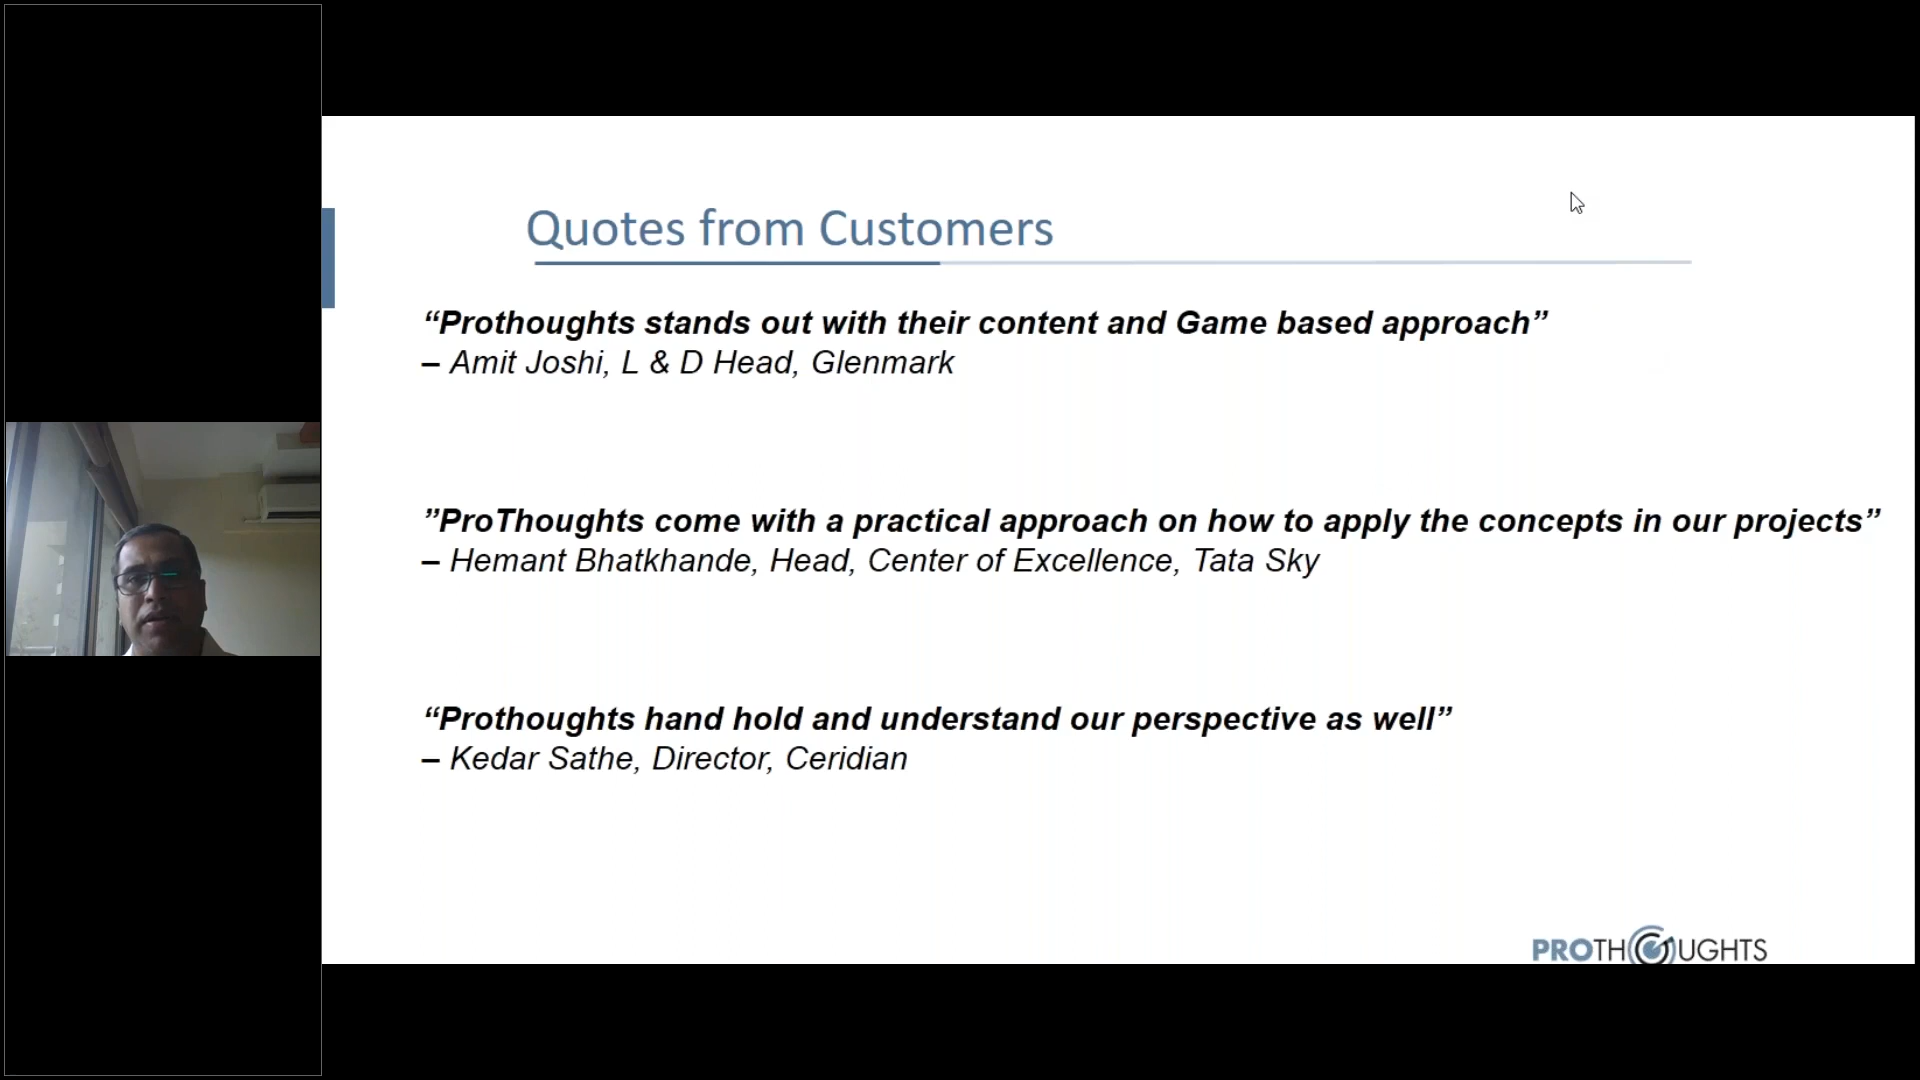 Quotes from Customers
“Prothoughts stands out with their content and Game based approach”
– Amit Joshi, L & D Head, Glenmark
”ProThoughts come with a practical approach on how to apply the concepts in our projects”
– Hemant Bhatkhande, Head, Center of Excellence, Tata Sky
“Prothoughts hand hold and understand our perspective as well”
– Kedar Sathe, Director, Ceridian
PROTHOUGHTS